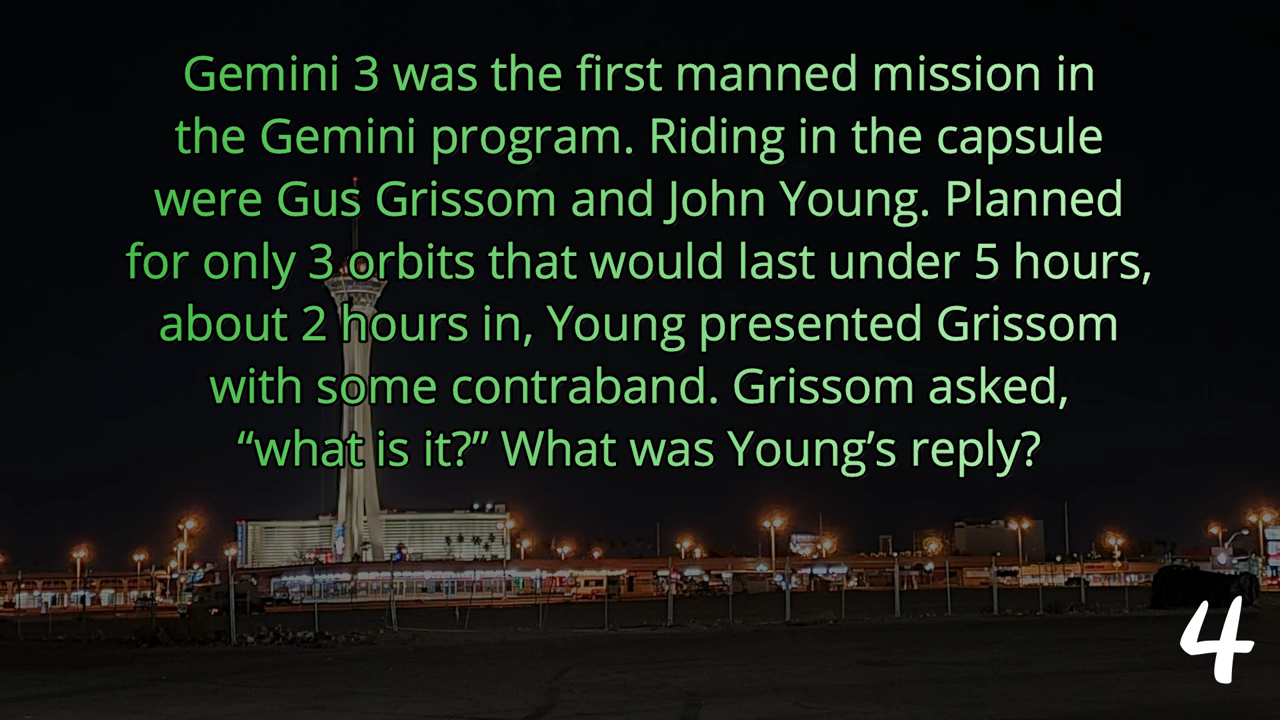 Gemini 3 was the first manned mission in
the Gemini program. Riding in the capsule
were Gus Grissom and John Young. Planned
for only 3 orbits that would last under 5 hours,
about 2 hours in, Young presented Grissom
with some contraband. Grissom asked,
“what is it?” What was Young’s reply?
4